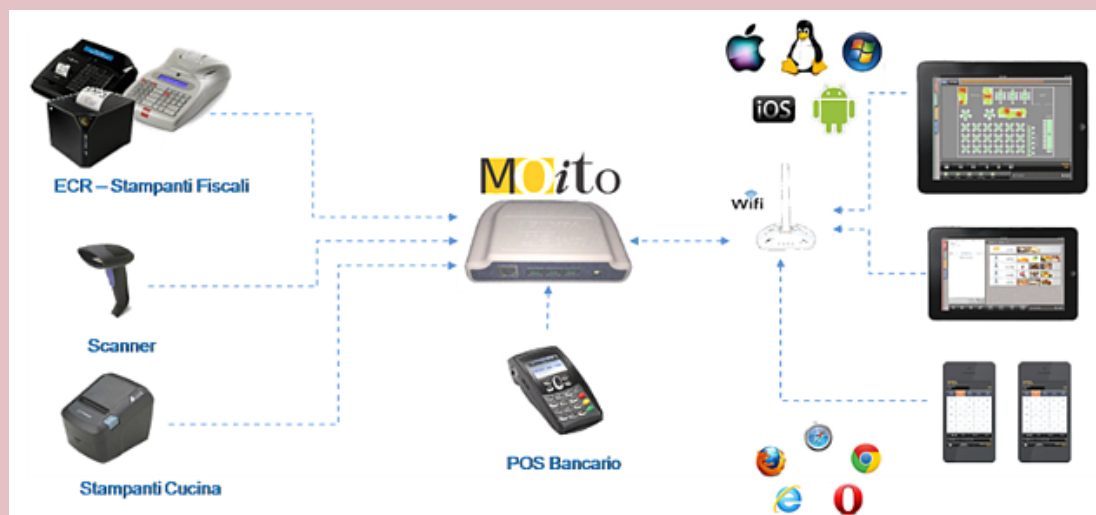 iOS
ECR – Stampanti Fiscali
MOito
Wifi
Scanner
POS Bancario
Stampanti Cucina